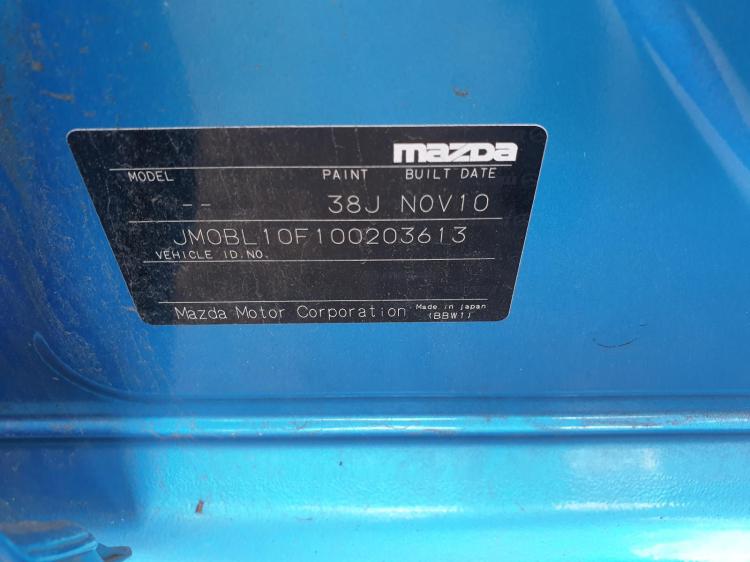 mazda
MODEL PAINT BUILT DATE
-- 38J NOV10
JM0BL10F100203613
VEHICLE ID.NO.
Mazda Motor Corporation Made in Japan
(BBW1)